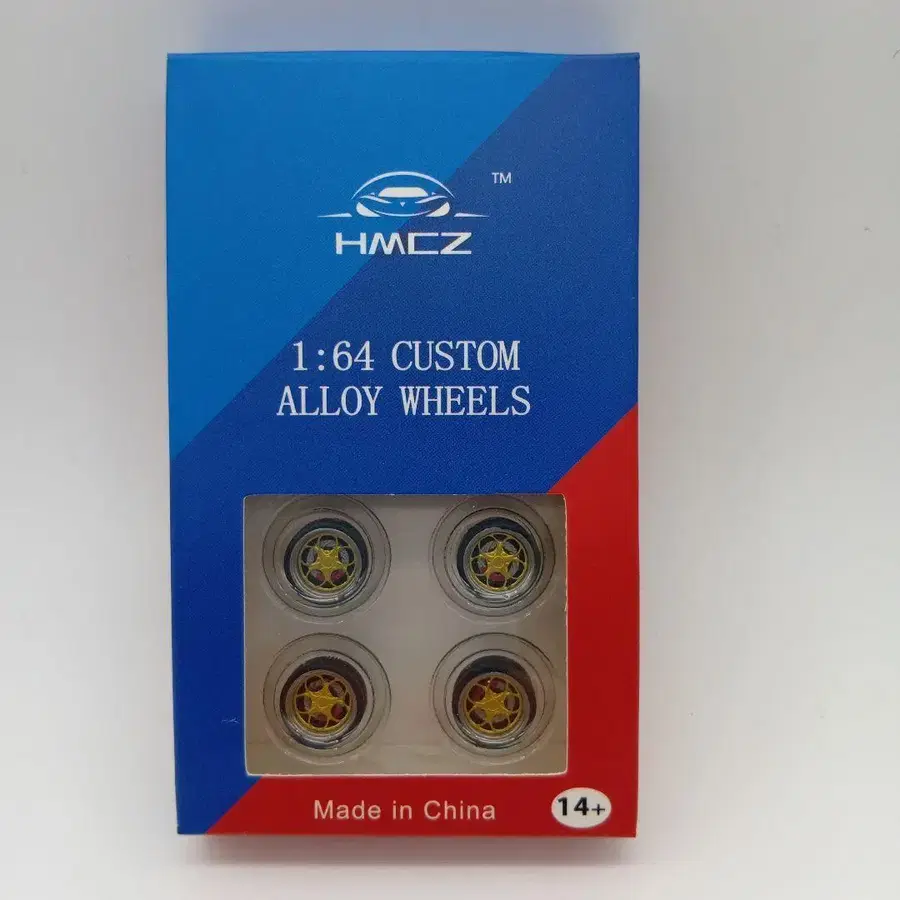 TM
HMCZ
1:64 CUSTOM
ALLOY WHEELS
Made in China
14+